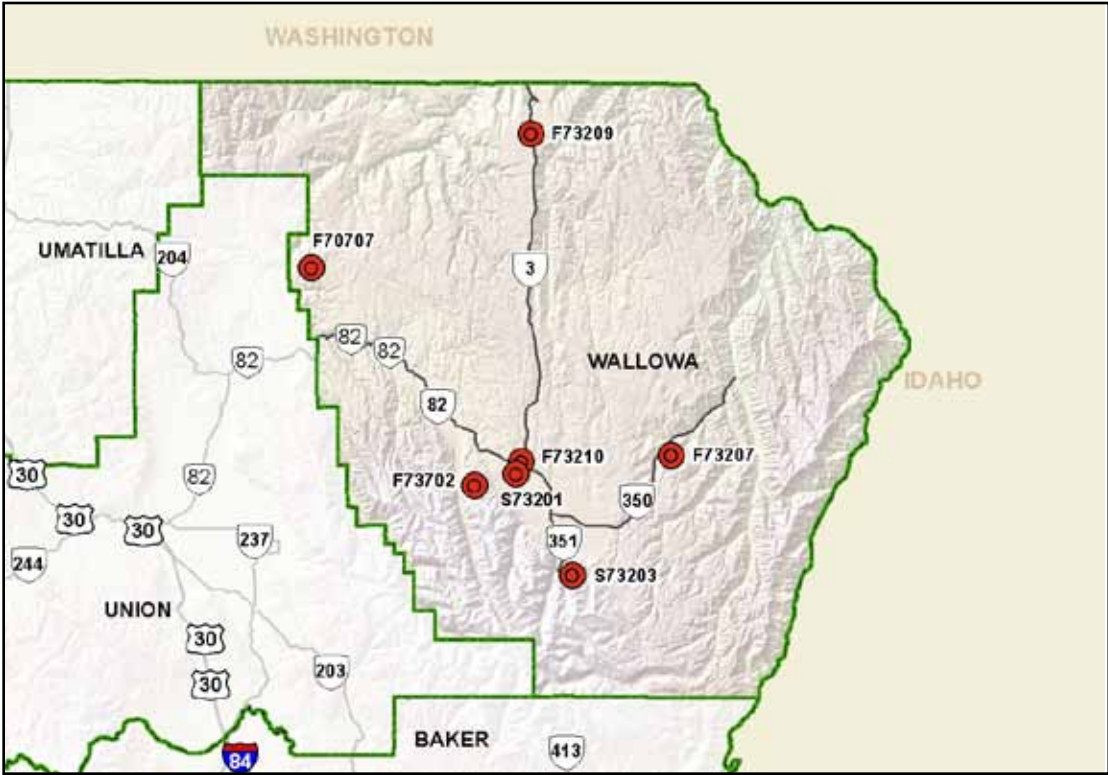 WASHINGTON
F73209
F70707
UMATILLA
204
3
82
82
82
WALLOWA
IDAHO
82
F73210
F73207
30
82
F73702
S73201
30
30
350
237
351
244
S73203
UNION
30
203
30
BAKER
413
84